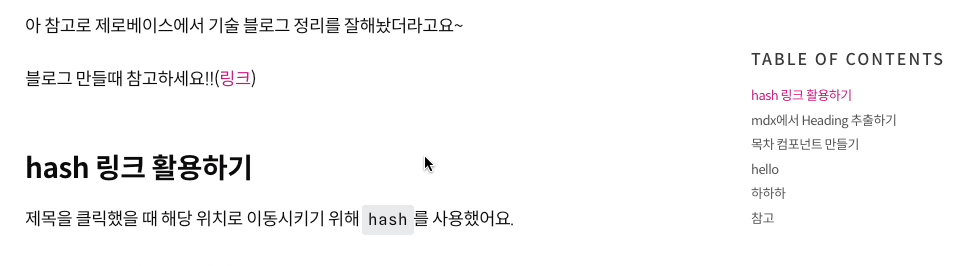 아 참고로 제로베이스에서 기술 블로그 정리를 잘해놨더라고요~
블로그 만들때 참고하세요!!(링크)
hash 링크 활용하기
제목을 클릭했을 때 해당 위치로 이동시키기 위해 hash를 사용했어요.
TABLE OF CONTENTS
hash 링크 활용하기
mdx에서 Heading 추출하기
목차 컴포넌트 만들기
hello
하하하
참고